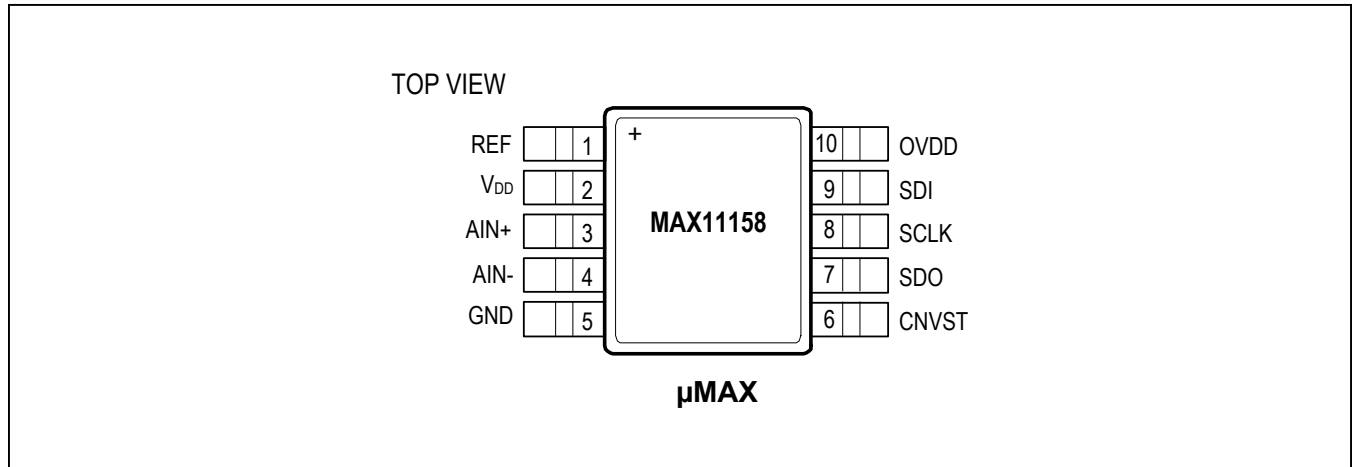 TOP VIEW
REF 1 + 10 OVDD
VDD 2 9 SDI
AIN+ 3 MAX11158 8 SCLK
AIN- 4 7 SDO
GND 5 6 CNVST
µMAX